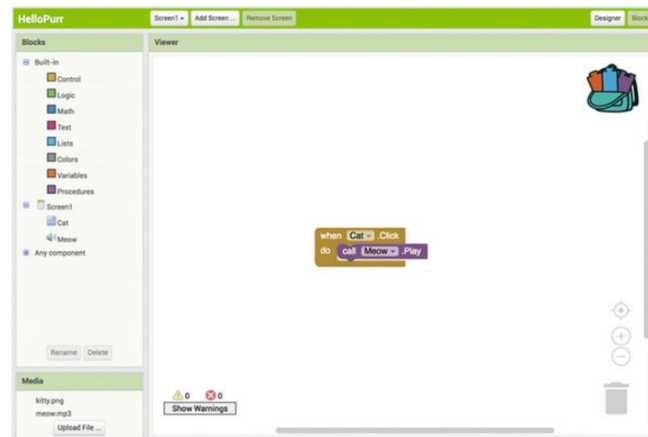 HelloPurr
Screen1 Add Screen ... Remove Screen
Designer Block
Blocks
Built-in
Control
Logic
Math
Text
Lists
Colors
Variables
Procedures
Screen1
Cat
Meow
Any component
Rename Delete
Media
kitty.png
meow.mp3
Upload File ...
Viewer
when Cat .Click
do call Meow .Play
0 0
Show Warnings